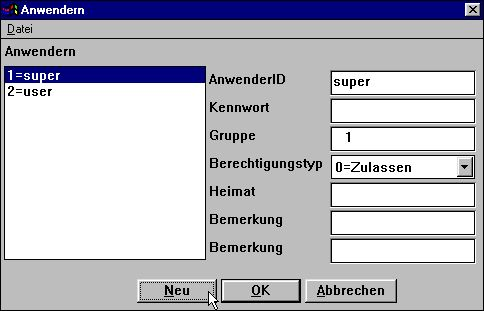 Anwendern
Datei
Anwendern
1=super
2=user
AnwenderID super
Kennwort
Gruppe 1
Berechtigungstyp 0=Zulassen
Heimat
Bemerkung
Bemerkung
Neu OK Abbrechen